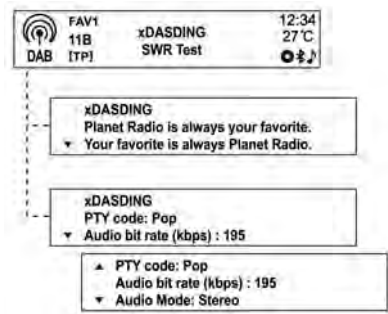 FAV1
12:34
xDASDING
11B
27°C
SWR Test
DAB
[TP]
xDASDING
Planet Radio is always your favorite.
▼ Your favorite is always Planet Radio.
xDASDING
PTY code: Pop
▼ Audio bit rate (kbps) : 195
▲ PTY code: Pop
Audio bit rate (kbps) : 195
▼ Audio Mode: Stereo